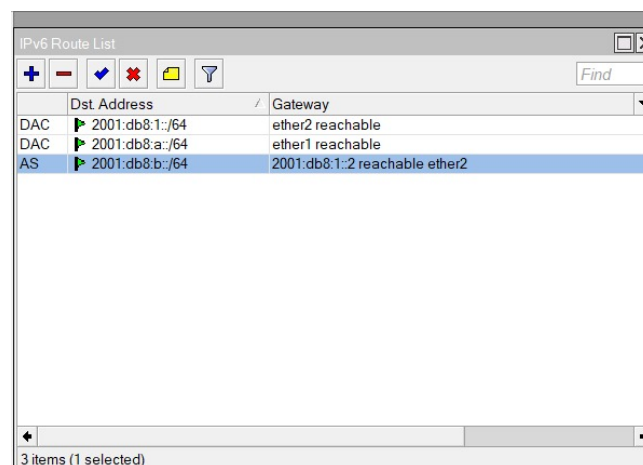 IPv6 Route List
Find
Dst. Address Gateway
DAC 2001:db8:1::/64 ether2 reachable
DAC 2001:db8:a::/64 ether1 reachable
AS 2001:db8:b::/64 2001:db8:1::2 reachable ether2
3 items (1 selected)